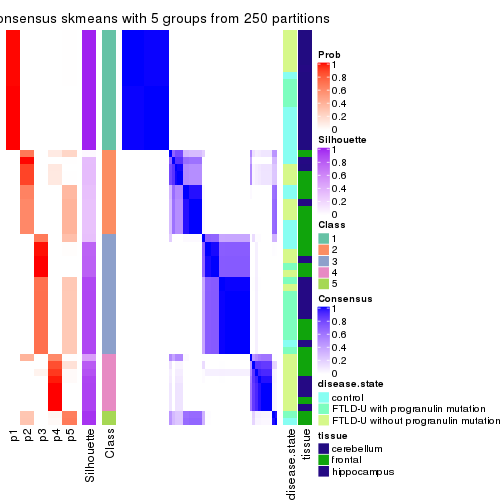 onsensus skmeans with 5 groups from 250 partitions
p1
p2
p3
p4
p5
Silhouette
Class
disease.state
tissue
Prob
1
0.8
0.6
0.4
0.2
0
Silhouette
1
0.8
0.6
0.4
0.2
0
Class
1
2
3
4
5
Consensus
1
0.8
0.6
0.4
0.2
0
disease.state
control
FTLD-U with progranulin mutation
FTLD-U without progranulin mutation
tissue
cerebellum
frontal
hippocampus